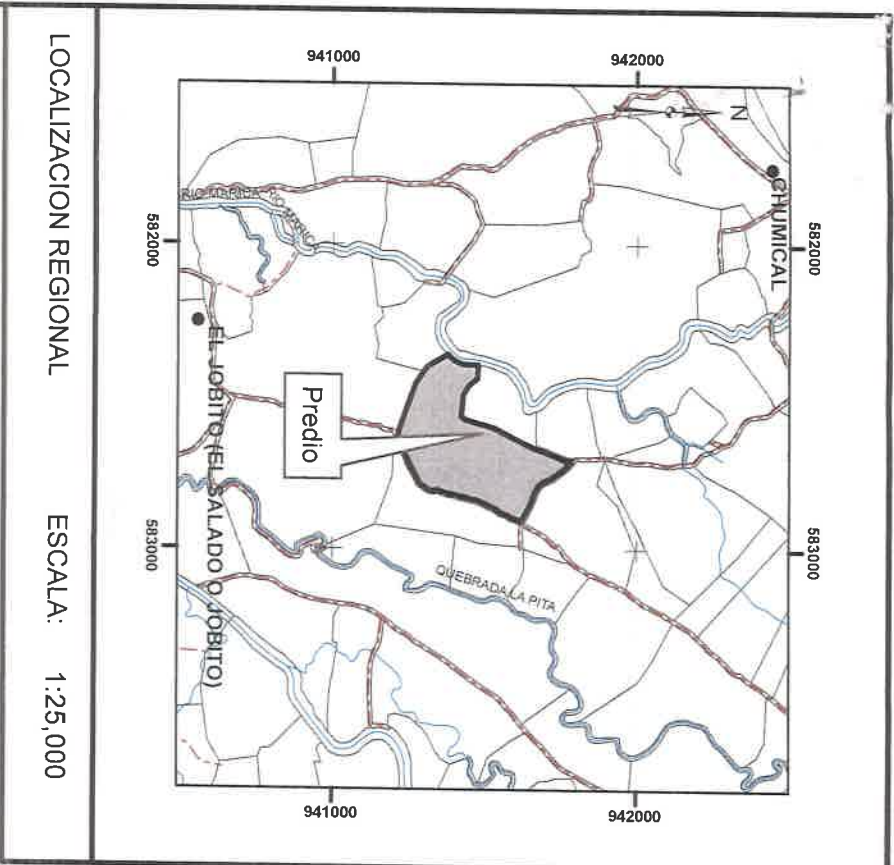 941000
942000
N
CHUMICAL
582000
582000
EL JOBITO (EL SALADO O JOBITO)
Predio
QUEBRADA LA PITA
583000
583000
941000
942000
LOCALIZACION REGIONAL
ESCALA: 1:25,000